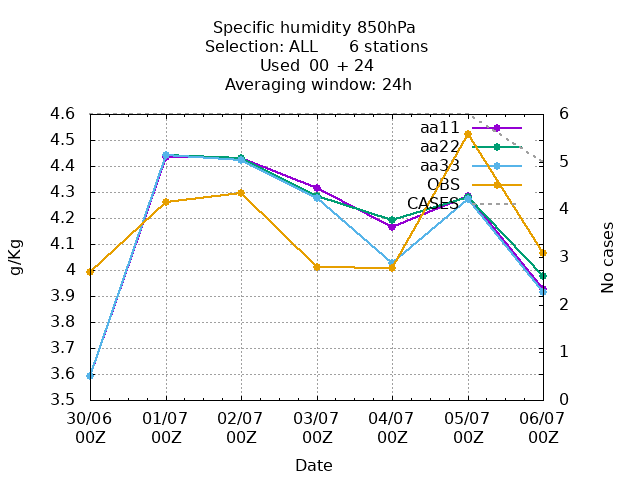 Specific humidity 850hPa
Selection: ALL 6 stations
Used 00 + 24
Averaging window: 24h
4.6
4.5
4.4
4.3
4.2
4.1
4
3.9
3.8
3.7
3.6
3.5
g/Kg
aa11
aa22
aa33
OBS
CASES
6
5
4
3
2
1
0
No cases
30/06 01/07 02/07 03/07 04/07 05/07 06/07
00Z 00Z 00Z 00Z 00Z 00Z 00Z
Date